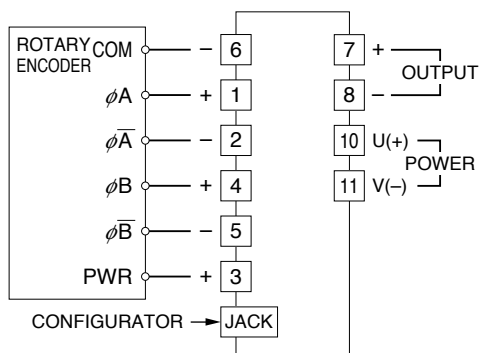 ROTARY ENCODER
COM – 6
φA + 1
φA̅ – 2
φB + 4
φB̅ – 5
PWR + 3
CONFIGURATOR JACK
7 +
8 –
OUTPUT
10 U(+)
11 V(–)
POWER